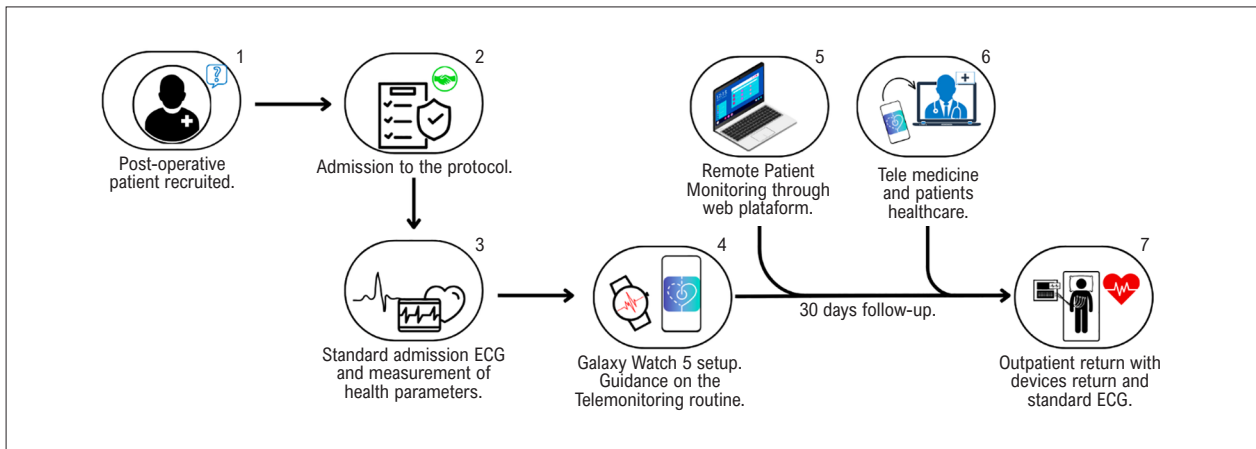 1
Post-operative
patient recruited.
2
Admission to the protocol.
3
Standard admission ECG
and measurement of
health parameters.
4
Galaxy Watch 5 setup.
Guidance on the
Telemonitoring routine.
5
Remote Patient
Monitoring through
web plataform.
6
Tele medicine
and patients
healthcare.
30 days follow-up.
7
Outpatient return with
devices return and
standard ECG.